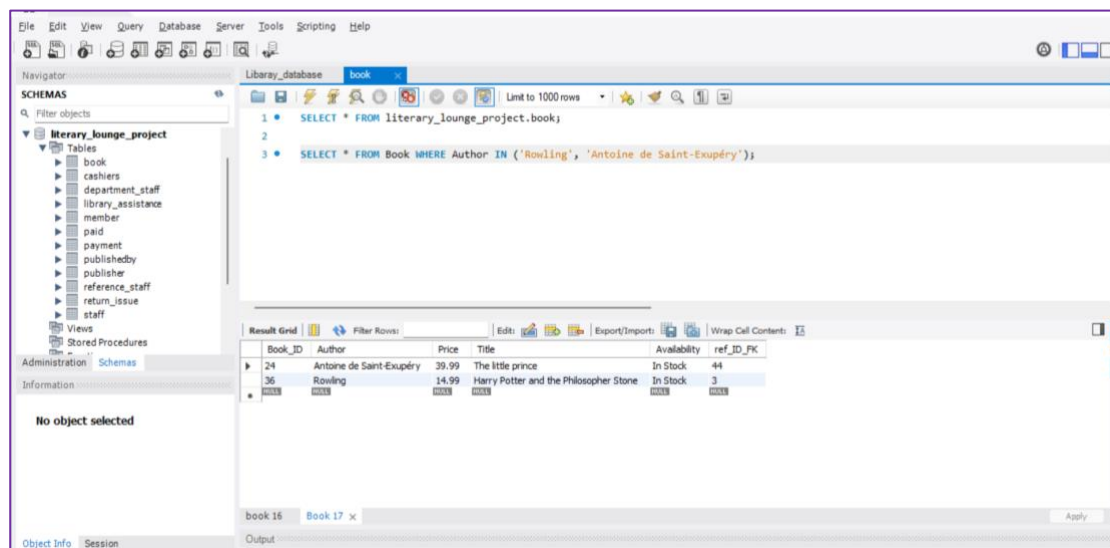 File Edit View Query Database Server Tools Scripting Help
Navigator
SCHEMAS
Filter objects
literary_lounge_project
Tables
book
cashiers
department_staff
library_assistance
member
paid
payment
publishedby
publisher
reference_staff
return_issue
staff
Views
Stored Procedures
Administration Schemas
Information
No object selected
Object Info Session
Libaray_database book
Limit to 1000 rows
1 SELECT * FROM literary_lounge_project.book;
2
3 SELECT * FROM Book WHERE Author IN ('Rowling', 'Antoine de Saint-Exupéry');
Result Grid Filter Rows: Edit: Export/Import: Wrap Cell Content:
Book_ID Author Price Title Availability ref_ID_FK
24 Antoine de Saint-Exupéry 39.99 The little prince In Stock 44
36 Rowling 14.99 Harry Potter and the Philosopher Stone In Stock 3
NULL NULL NULL NULL NULL NULL
book 16 Book 17 Apply
Output